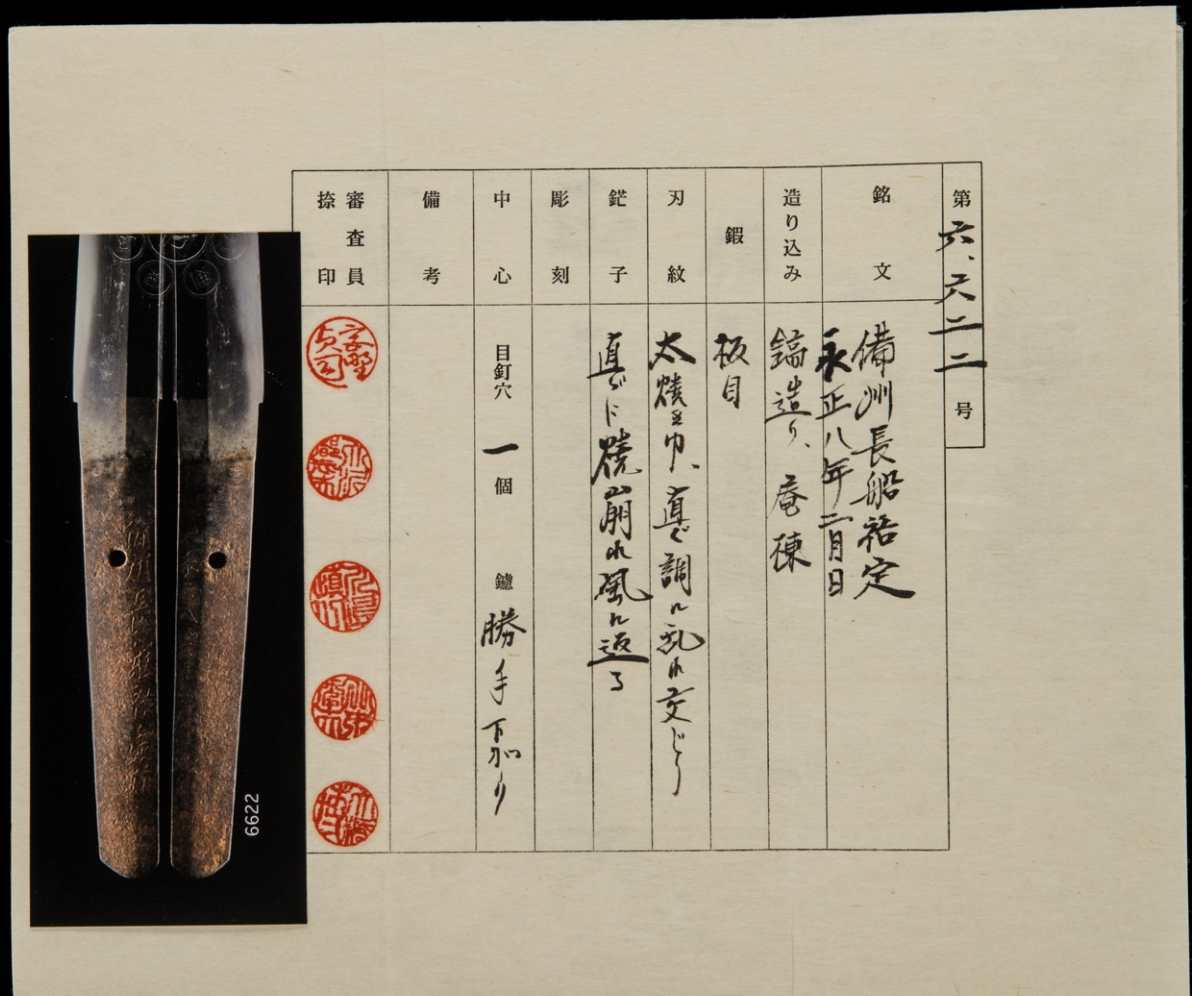 第六、六二二号
銘文
備州長船祐定
永正八年二月日
造り込み
鎬造り、庵棟
鍜
板目
刃紋
太焼き巾、直ぐ調に乱れ交じり
鋩子
直ぐに焼崩れ風に返る
彫刻
中心
目釘穴 一個 鑢 勝手下がり
備考
審査員
捺印
6622